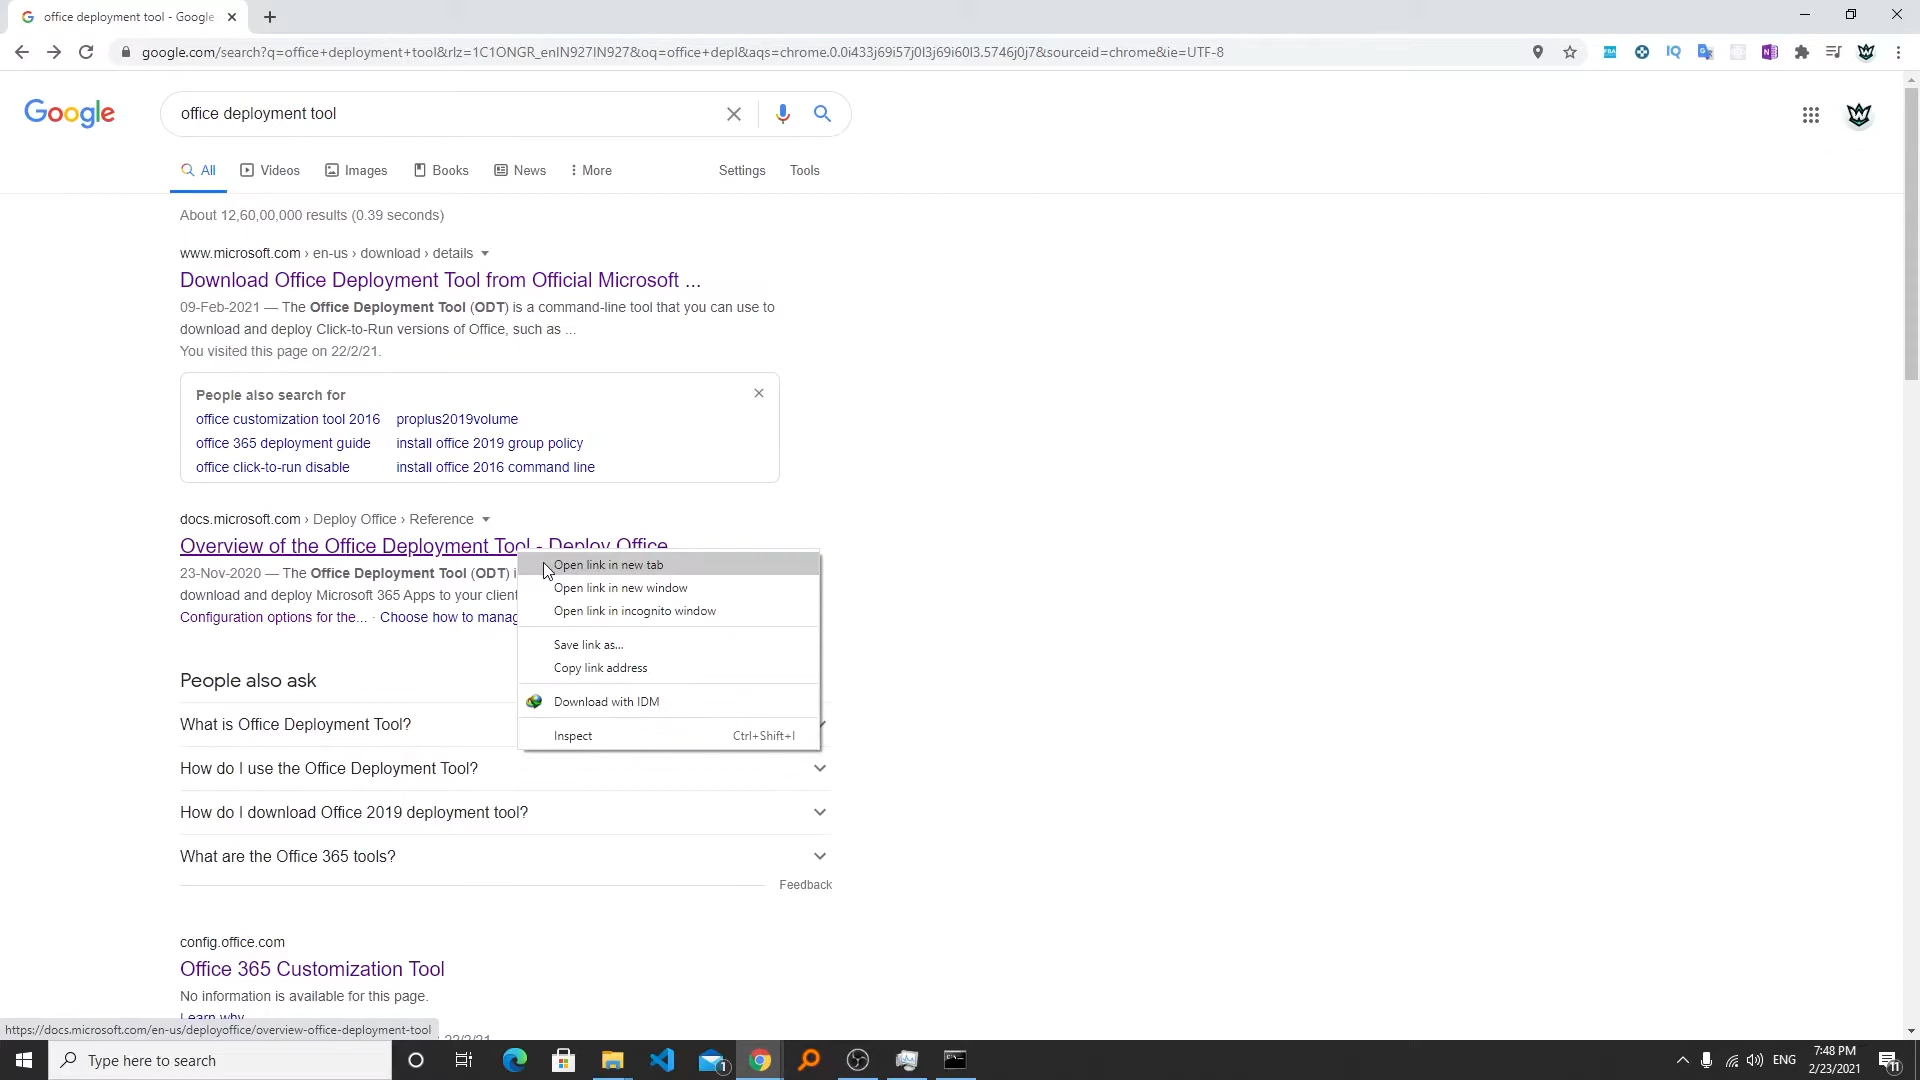 office deployment tool - Google
google.com/search?q=office+deployment+tool&rlz=1C1ONGR_enIN927IN927&oq=office+depl&aqs=chrome.0.0i433j69i57j0l3j69i60l3.5746j0j7&sourceid=chrome&ie=UTF-8
Google
office deployment tool
All Videos Images Books News More Settings Tools
About 12,60,00,000 results (0.39 seconds)
www.microsoft.com › en-us › download › details
Download Office Deployment Tool from Official Microsoft ...
09-Feb-2021 — The Office Deployment Tool (ODT) is a command-line tool that you can use to
download and deploy Click-to-Run versions of Office, such as ...
You visited this page on 22/2/21.
People also search for
office customization tool 2016 proplus2019volume
office 365 deployment guide install office 2019 group policy
office click-to-run disable install office 2016 command line
docs.microsoft.com › Deploy Office › Reference
Overview of the Office Deployment Tool - Deploy Office
23-Nov-2020 — The Office Deployment Tool (ODT) i
download and deploy Microsoft 365 Apps to your client
Configuration options for the... · Choose how to manag
Open link in new tab
Open link in new window
Open link in incognito window
Save link as...
Copy link address
Download with IDM
Inspect Ctrl+Shift+I
People also ask
What is Office Deployment Tool?
How do I use the Office Deployment Tool?
How do I download Office 2019 deployment tool?
What are the Office 365 tools?
Feedback
config.office.com
Office 365 Customization Tool
No information is available for this page.
Learn why
22/2/21.
https://docs.microsoft.com/en-us/deployoffice/overview-office-deployment-tool
Type here to search
1
ENG
7:48 PM
2/23/2021
11